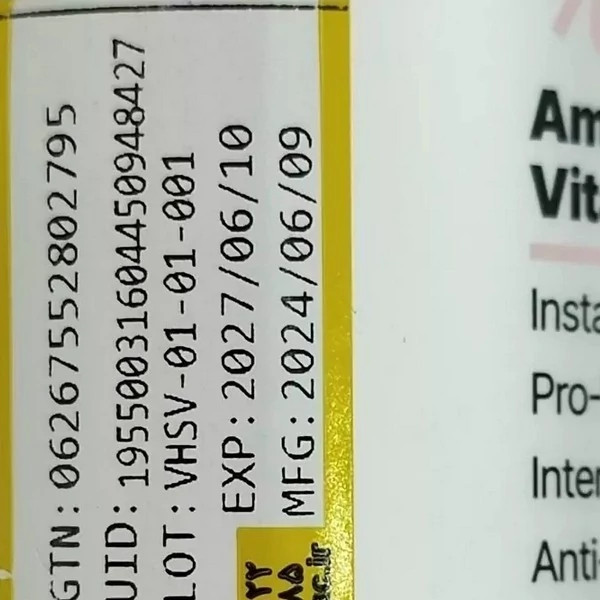 GTN: 06267552802795
UID: 19550031604450948427
LOT: VHSV-01-01-001
EXP: 2027/06/10
MFG: 2024/06/09
Am
Vit
Insta
Pro-
Inter
Anti-